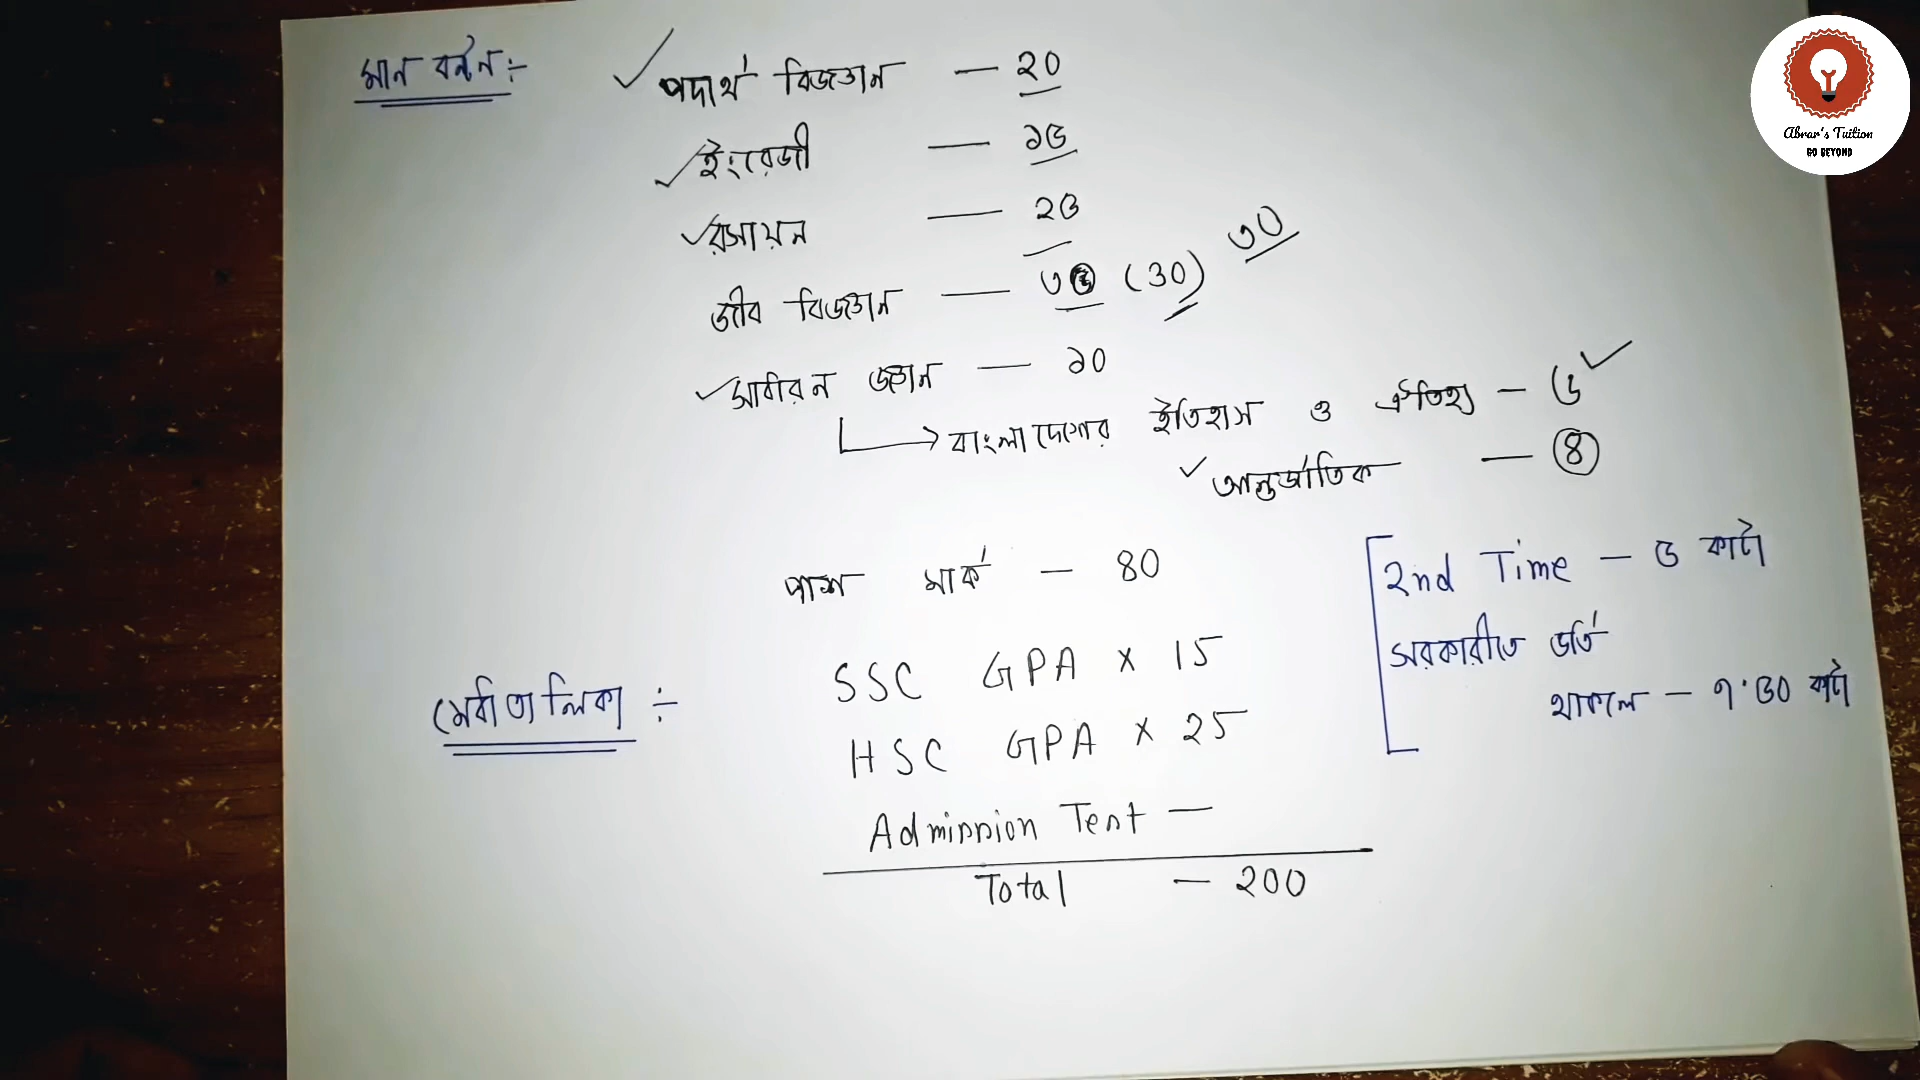 মান বন্টন ÷
পদার্থ বিজ্ঞান — ২০
ইংরেজী — ১৫
রসায়ন — ২৫
জীব বিজ্ঞান — ৩ (30) ৩০
সাধারন জ্ঞান — ১০
বাংলাদেশের ইতিহাস ও ঐতিহ্য — ৬
আন্তর্জাতিক — ৪
পাশ মার্ক — ৪০
মেধাতালিকা ÷
SSC GPA × 15
HSC GPA × 25
Admission Test —
Total — 200
2nd Time — ৫ কাটা
সরকারীতে ভর্তি
থাকলে — ৭.৫০ কাটা
Abrar's Tuition
GO BEYOND